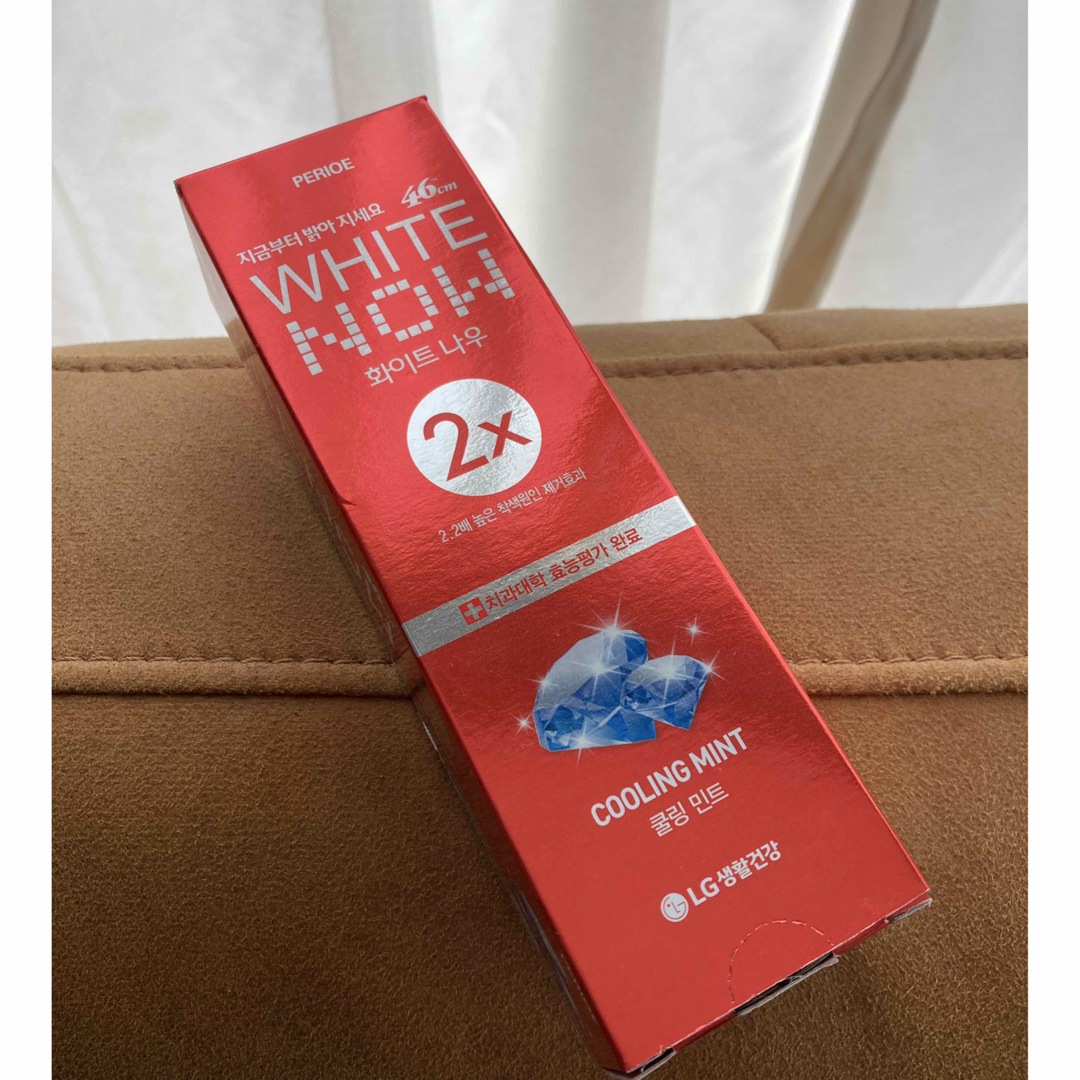 PERIOE
46cm
지금부터 밝아 지세요
WHITE
NOW
화이트 나우
2x
2.2배 높은 착색원인 제거효과
치과대학 효능평가 완료
COOLING MINT
쿨링 민트
LG생활건강